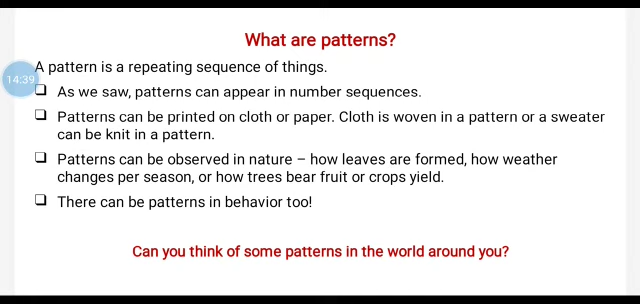 What are patterns?
A pattern is a repeating sequence of things.
14:39
As we saw, patterns can appear in number sequences.
Patterns can be printed on cloth or paper. Cloth is woven in a pattern or a sweater
can be knit in a pattern.
Patterns can be observed in nature – how leaves are formed, how weather
changes per season, or how trees bear fruit or crops yield.
There can be patterns in behavior too!
Can you think of some patterns in the world around you?